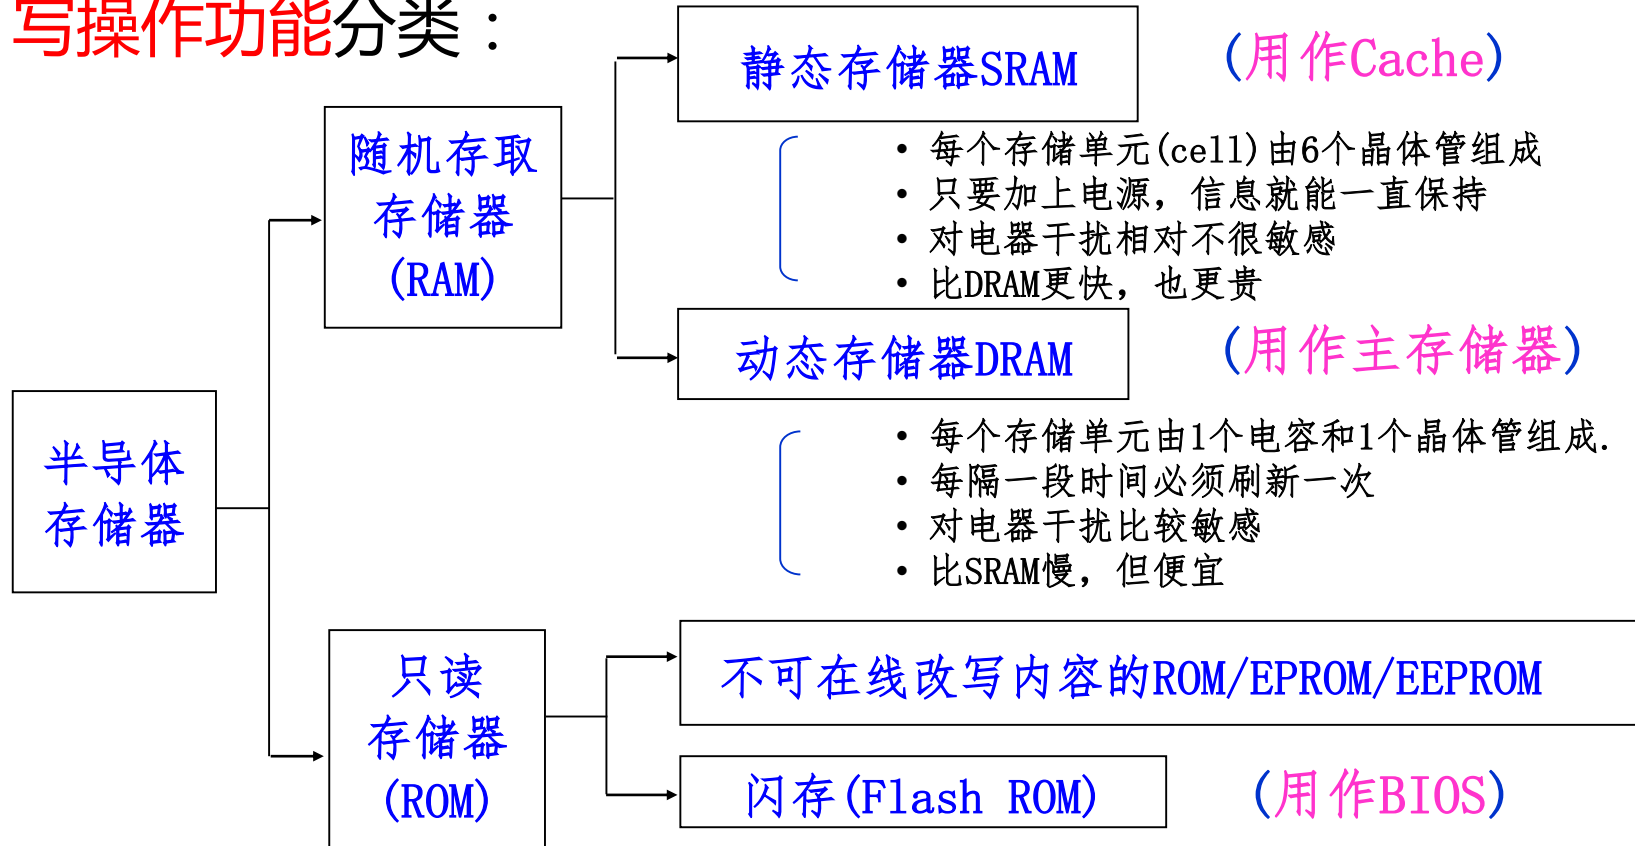 写操作功能分类：
静态存储器SRAM
(用作Cache)
随机存取
存储器
(RAM)
• 每个存储单元(cell)由6个晶体管组成
• 只要加上电源，信息就能一直保持
• 对电器干扰相对不很敏感
• 比DRAM更快，也更贵
动态存储器DRAM
(用作主存储器)
• 每个存储单元由1个电容和1个晶体管组成.
• 每隔一段时间必须刷新一次
• 对电器干扰比较敏感
• 比SRAM慢，但便宜
半导体
存储器
只读
存储器
(ROM)
不可在线改写内容的ROM/EPROM/EEPROM
闪存(Flash ROM)
(用作BIOS)